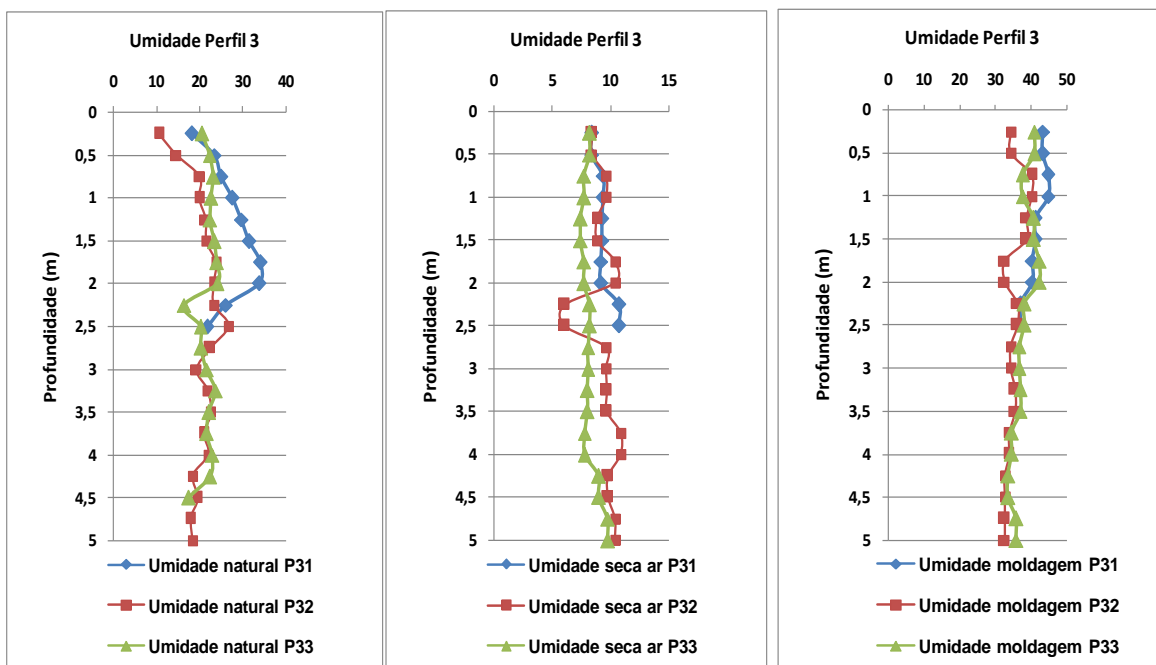 Umidade Perfil 3
0 10 20 30 40
0
0,5
1
1,5
2
2,5
3
3,5
4
4,5
5
Profundidade (m)
Umidade natural P31
Umidade natural P32
Umidade natural P33
Umidade Perfil 3
0 5 10 15
0
0,5
1
1,5
2
2,5
3
3,5
4
4,5
5
Profundidade (m)
Umidade seca ar P31
Umidade seca ar P32
Umidade seca ar P33
Umidade Perfil 3
0 10 20 30 40 50
0
0,5
1
1,5
2
2,5
3
3,5
4
4,5
5
Profundidade (m)
Umidade moldagem P31
Umidade moldagem P32
Umidade moldagem P33